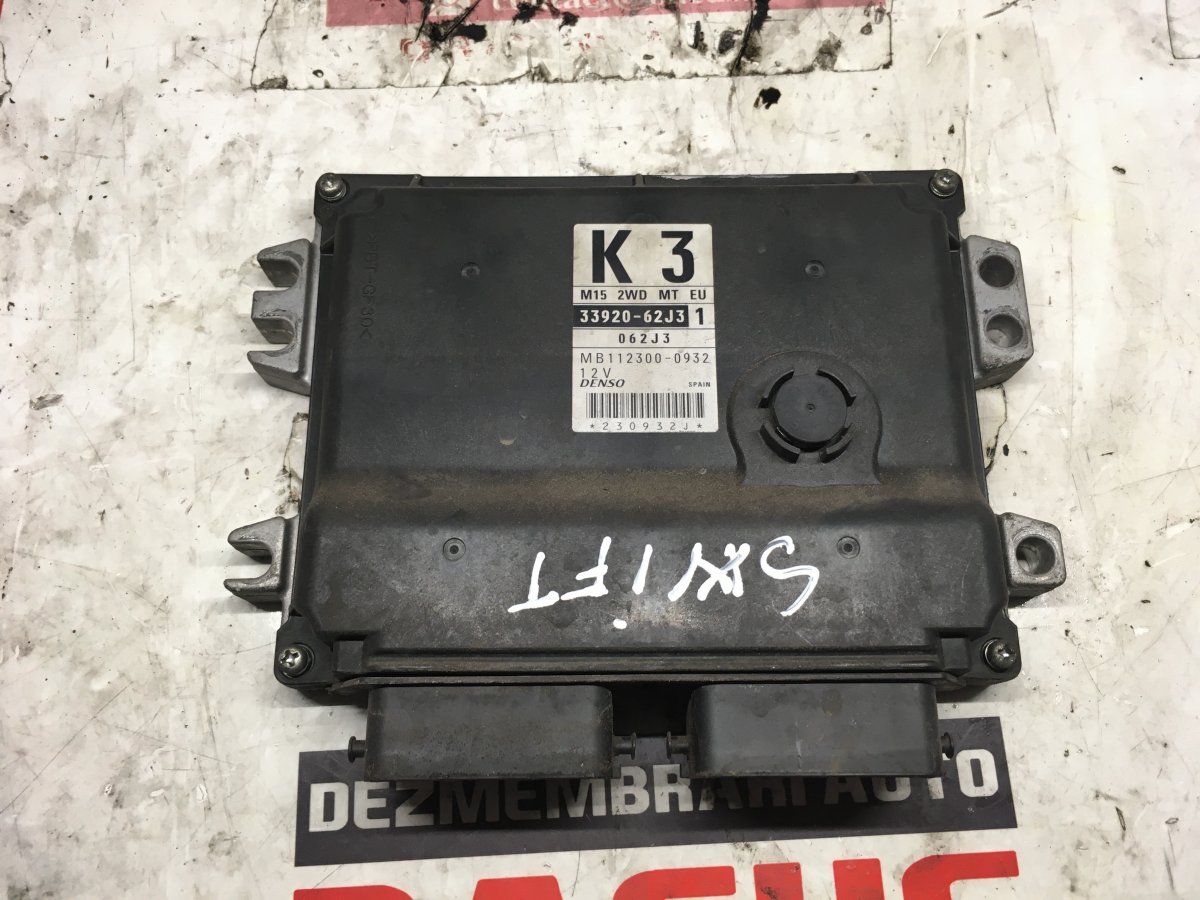 K 3
M15 2WD MT EU
33920-62J3 1
062J3
MB112300-0932
12V
DENSO SPAIN
*230932J*
SWIFT
DEZMEMBRARI AUTO